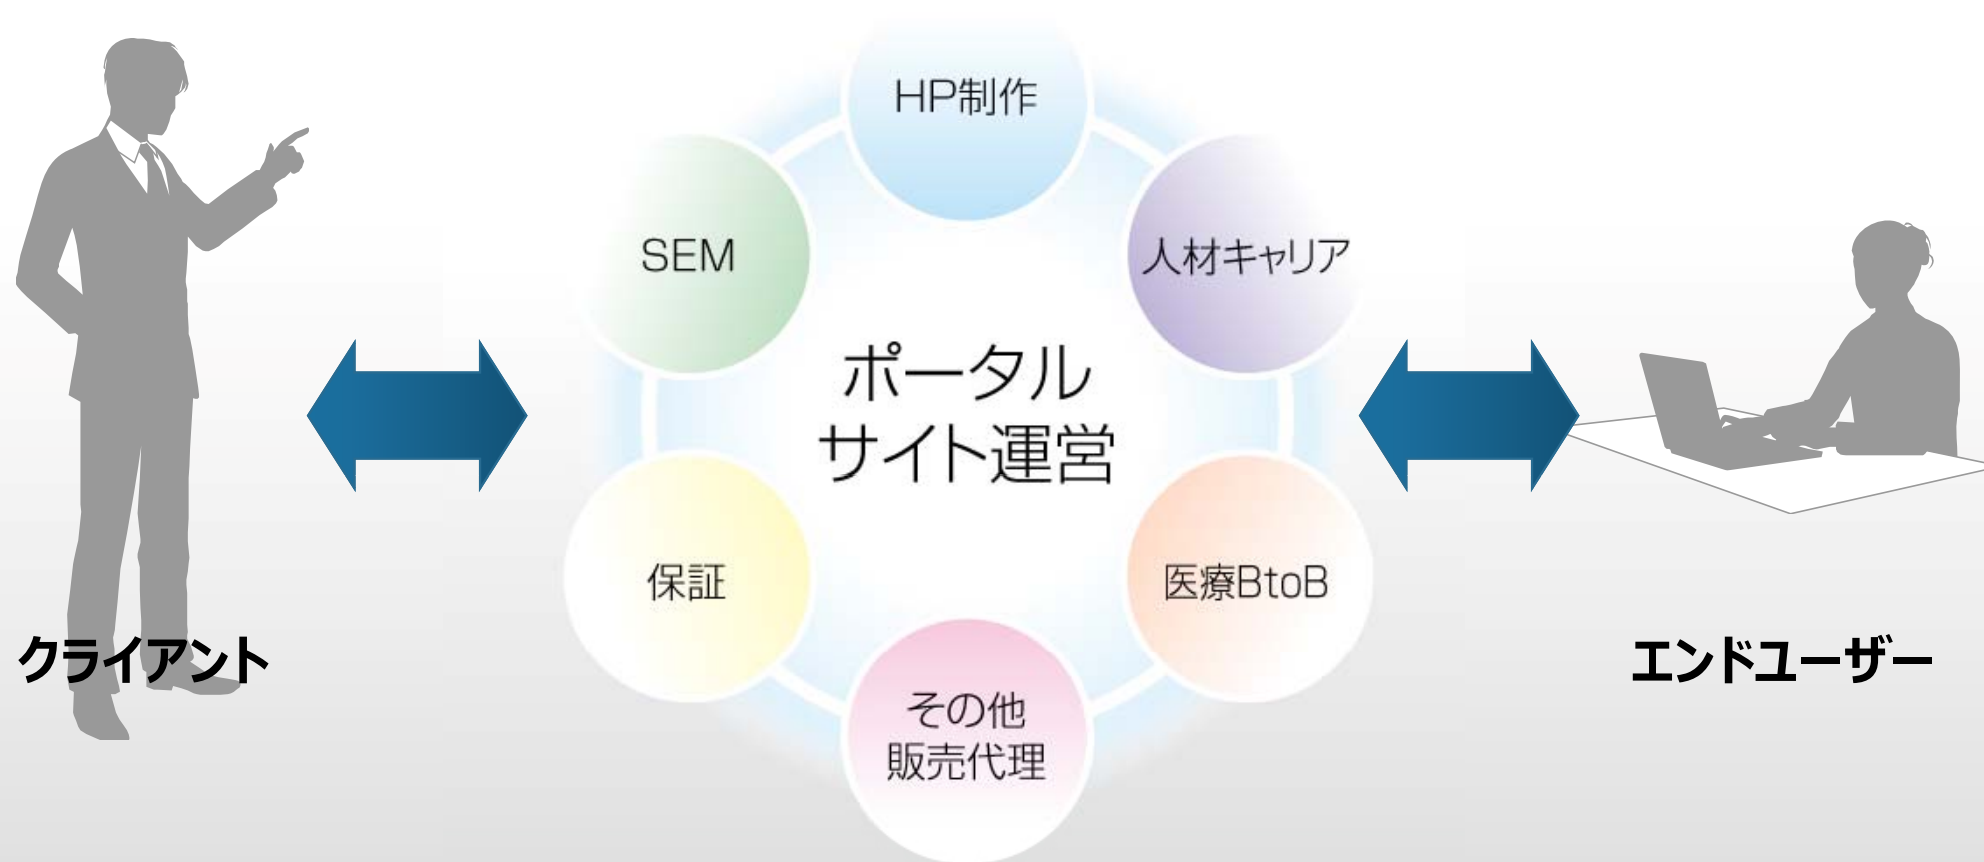 HP制作
SEM
人材キャリア
ポータル
サイト運営
保証
医療BtoB
クライアント
エンドユーザー
その他
販売代理